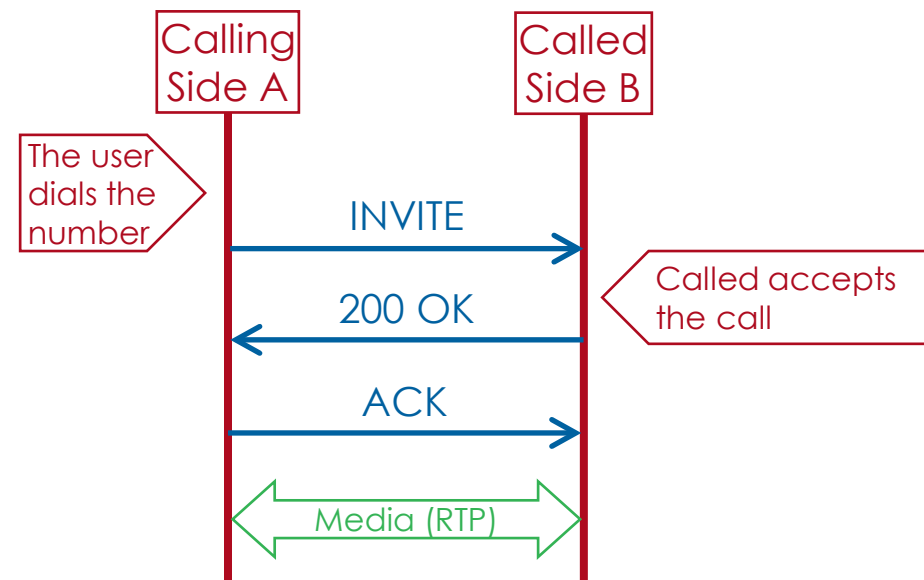 Calling
Side A
Called
Side B
The user
dials the
number
INVITE
Called accepts
the call
200 OK
ACK
Media (RTP)